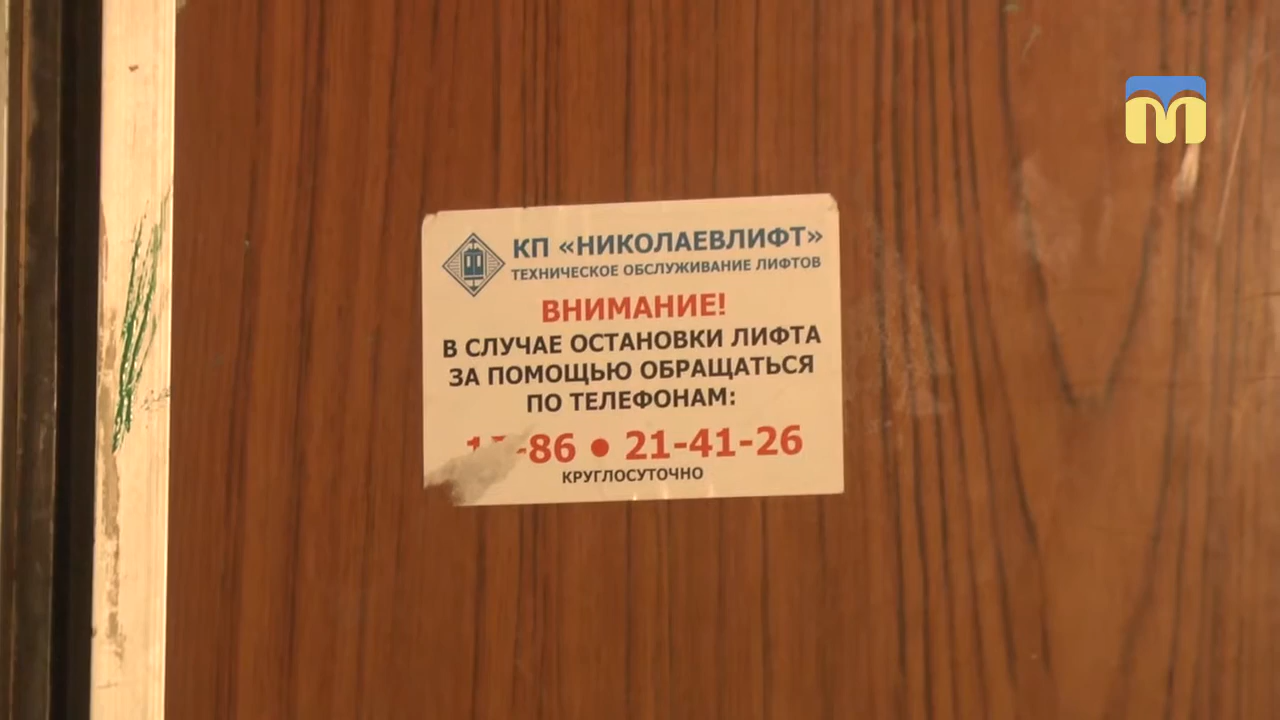 КП «НИКОЛАЕВЛИФТ»
ТЕХНИЧЕСКОЕ ОБСЛУЖИВАНИЕ ЛИФТОВ
ВНИМАНИЕ!
В СЛУЧАЕ ОСТАНОВКИ ЛИФТА
ЗА ПОМОЩЬЮ ОБРАЩАТЬСЯ
ПО ТЕЛЕФОНАМ:
-86 ● 21-41-26
КРУГЛОСУТОЧНО